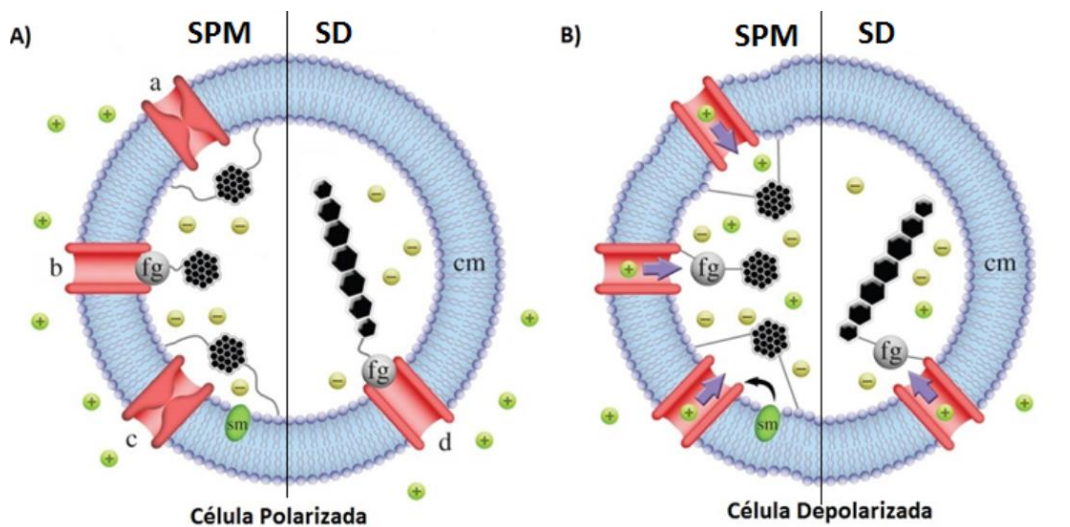 A)
SPM
SD
a
b
c
d
fg
fg
sm
cm
Célula Polarizada
B)
SPM
SD
fg
fg
sm
cm
Célula Depolarizada